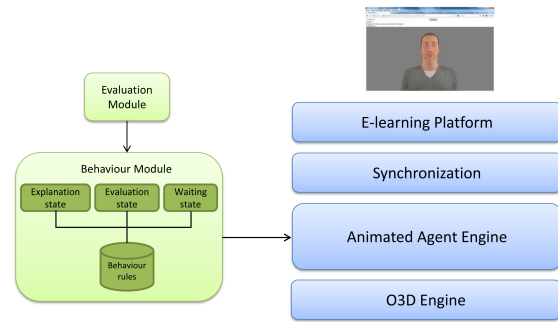 Evaluation
Module
Behaviour Module
Explanation
state
Evaluation
state
Waiting
state
Behaviour
rules
E-learning Platform
Synchronization
Animated Agent Engine
O3D Engine